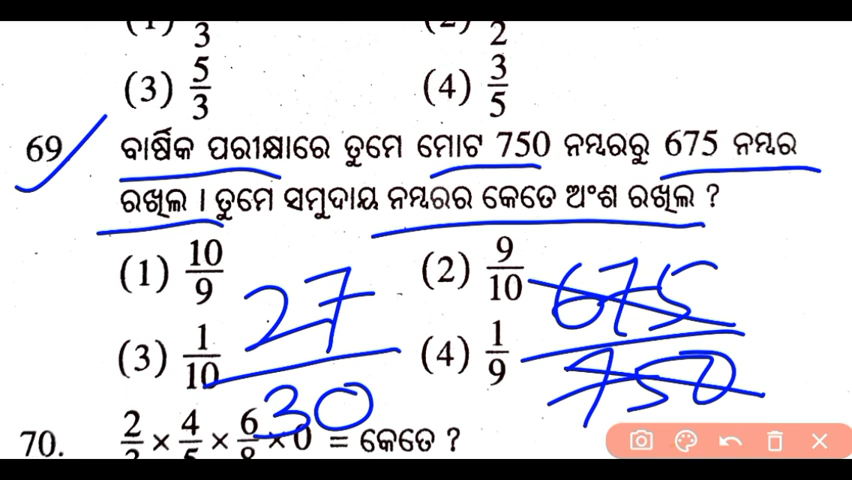 (1) 3 (2) 2
(3) 5/3 (4) 3/5
69 ବାର୍ଷିକ ପରୀକ୍ଷାରେ ତୁମେ ମୋଟ 750 ନମ୍ବରରୁ 675 ନମ୍ବର
ରଖିଲ । ତୁମେ ସମୁଦାୟ ନମ୍ବରର କେତେ ଅଂଶ ରଖିଲ ?
(1) 10/9 (2) 9/10 675/750
(3) 1/10 27/30 (4) 1/9
70. 2/3 × 4/5 × 6/8 × 0 = କେତେ ?